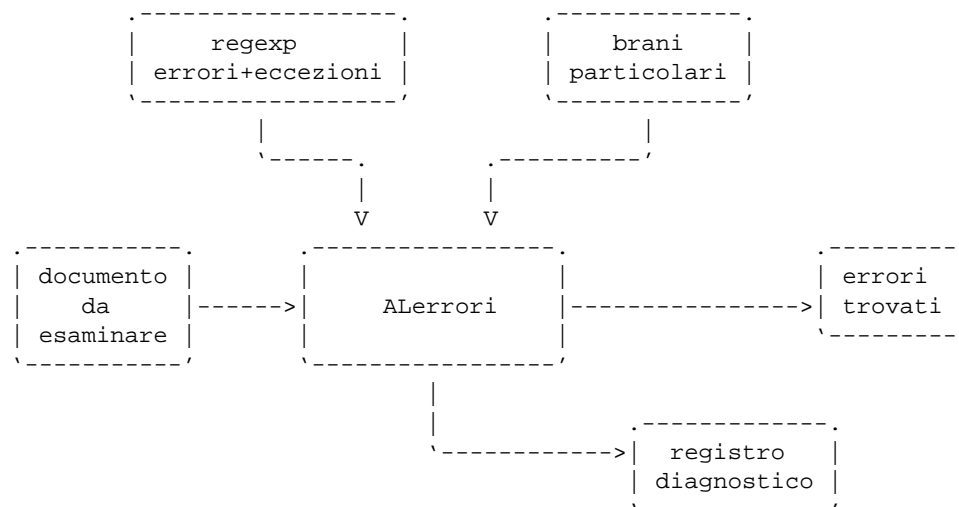 regexp
errori+eccezioni
brani
particolari
documento
da
esaminare
ALerrori
errori
trovati
registro
diagnostico